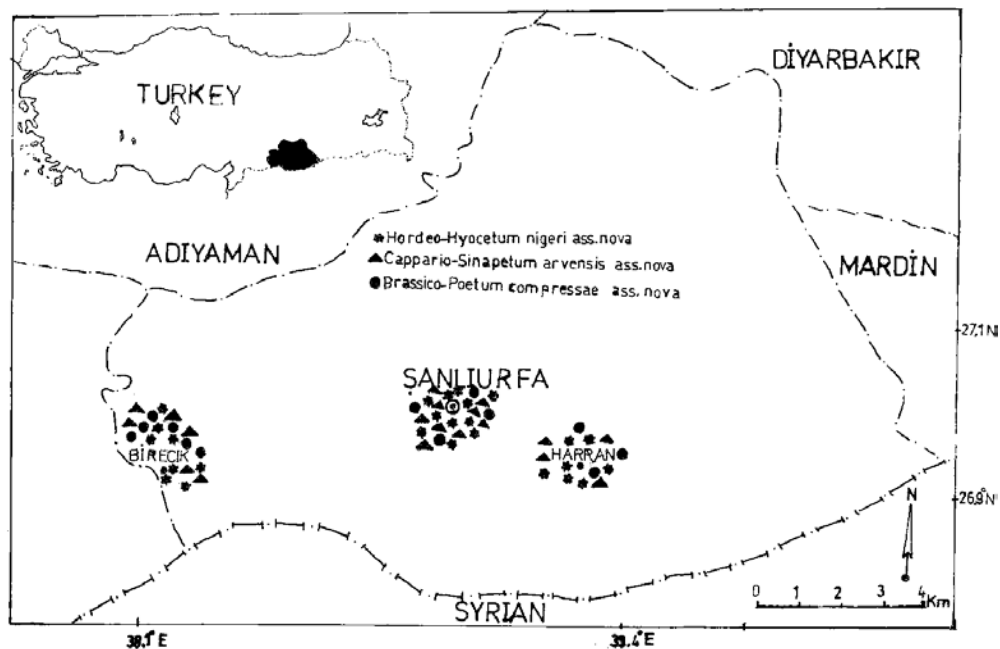 DİYARBAKIR
TURKEY
ADIYAMAN
* Hordeo-Hyocetum nigeri ass.nova
▲ Cappario-Sinapetum arvensis ass.nova
● Brassico-Poetum compressae ass.nova
MARDİN
27,1 N
SANLIURFA
BİRECİK
HARRAN
26,9°N
N
0 1 2 3 4 Km
SYRIAN
38,1°E
39.4°E